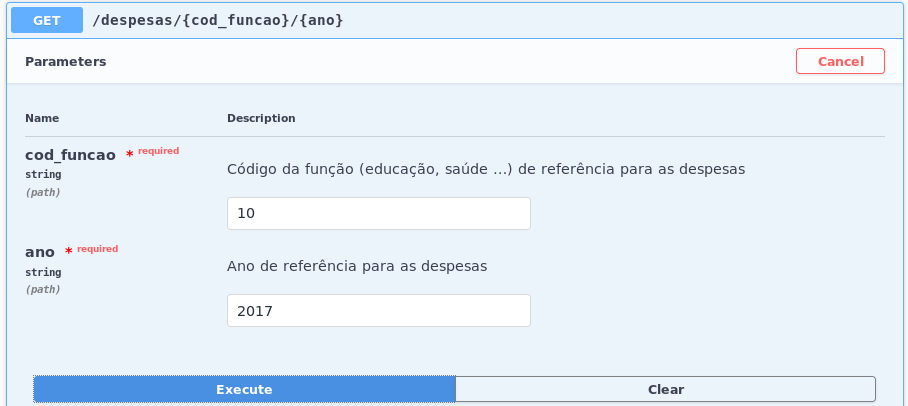 GET /despesas/{cod_funcao}/{ano}
Parameters Cancel
Name Description
cod_funcao * required
string
(path)
Código da função (educação, saúde ...) de referência para as despesas
10
ano * required
string
(path)
Ano de referência para as despesas
2017
Execute Clear